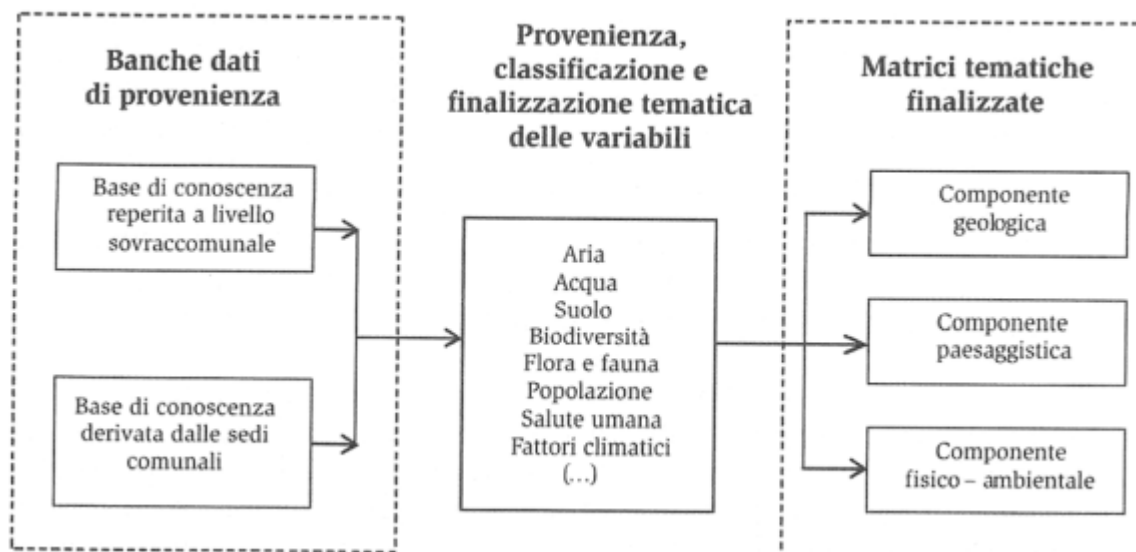 Banche dati
di provenienza
Base di conoscenza
reperita a livello
sovraccomunale
Base di conoscenza
derivata dalle sedi
comunali
Provenienza,
classificazione e
finalizzazione tematica
delle variabili
Aria
Acqua
Suolo
Biodiversità
Flora e fauna
Popolazione
Salute umana
Fattori climatici
(...)
Matrici tematiche
finalizzate
Componente
geologica
Componente
paesaggistica
Componente
fisico – ambientale